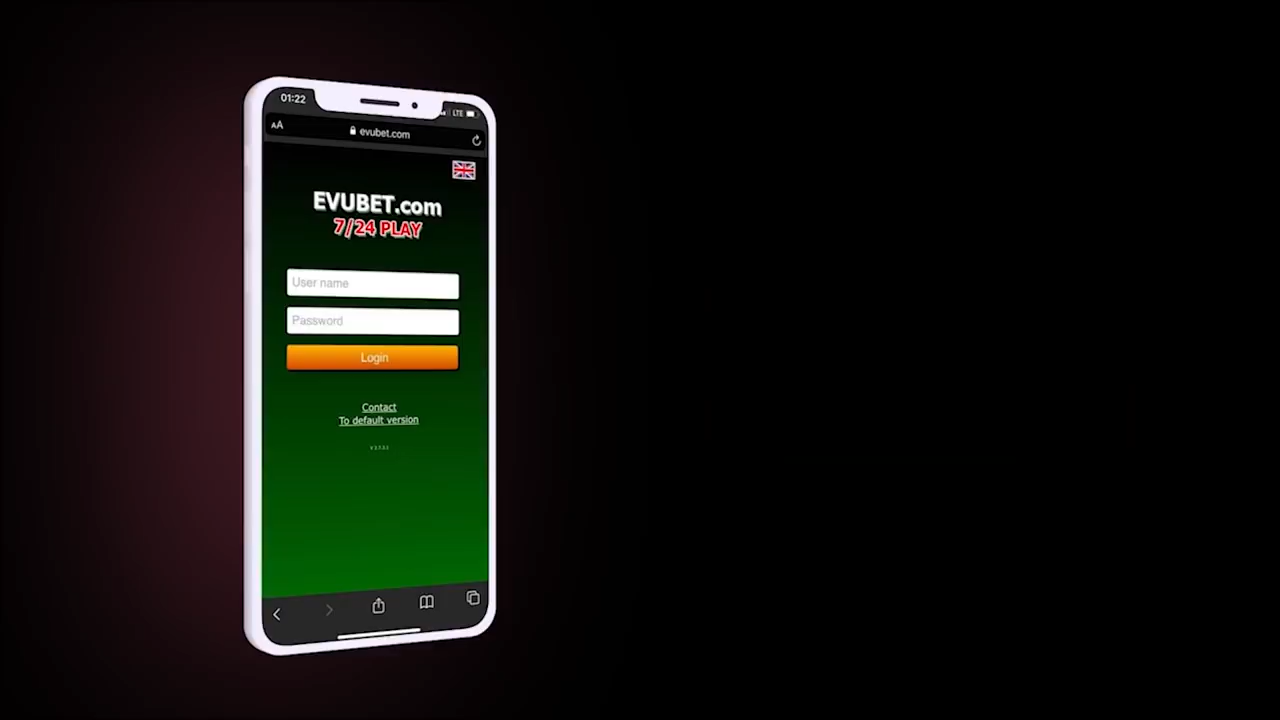 01:22
LTE
AA
evubet.com
EVUBET.com
7/24 PLAY
User name
Password
Login
Contact
To default version